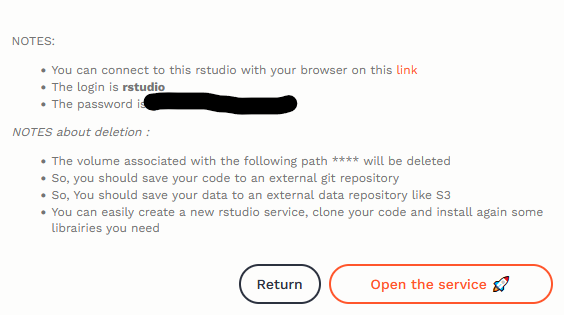 NOTES:
• You can connect to this rstudio with your browser on this link
• The login is rstudio
• The password is
NOTES about deletion :
• The volume associated with the following path **** will be deleted
• So, you should save your code to an external git repository
• So, You should save your data to an external data repository like S3
• You can easily create a new rstudio service, clone your code and install again some
librairies you need
Return
Open the service 🚀